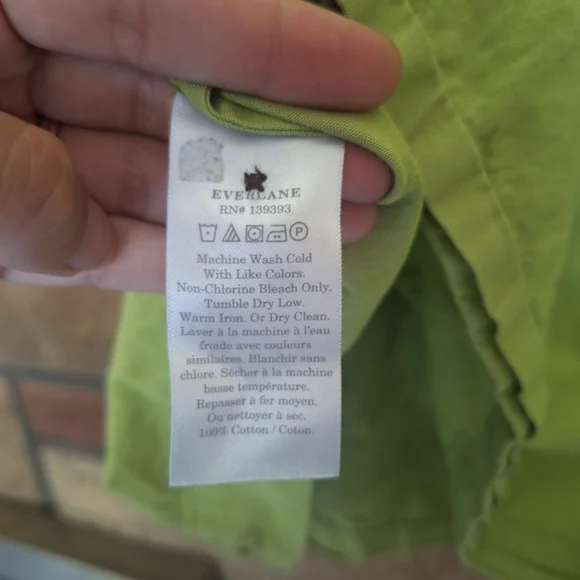 EVERLANE
RN# 139393
P
Machine Wash Cold
With Like Colors.
Non-Chlorine Bleach Only.
Tumble Dry Low.
Warm Iron. Or Dry Clean.
Laver à la machine à l'eau
froide avec couleurs
similaires. Blanchir sans
chlore. Sécher à la machine
basse température.
Repasser à fer moyen.
Ou nettoyer à sec.
100% Cotton / Coton.